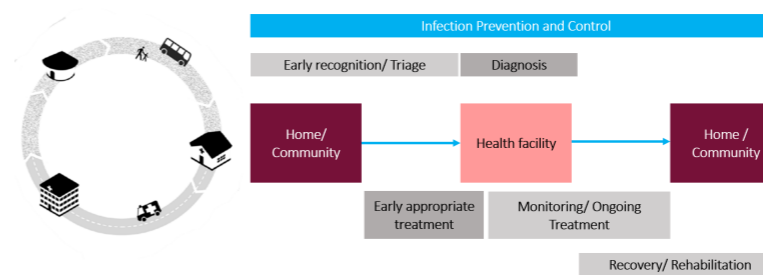 Infection Prevention and Control
Early recognition/ Triage
Diagnosis
Home/
Community
Health facility
Home /
Community
Early appropriate
treatment
Monitoring/ Ongoing
Treatment
Recovery/ Rehabilitation